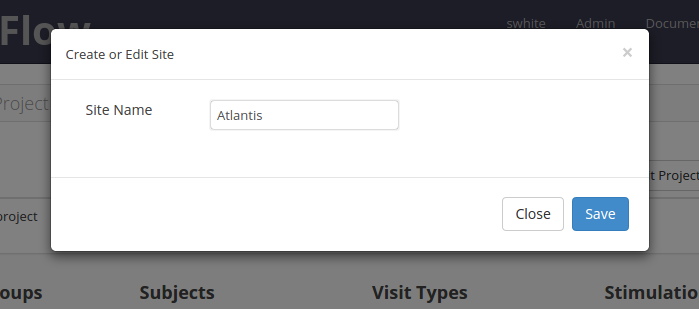 Flow
swhite Admin Documen
Create or Edit Site ×
Project
Site Name Atlantis
t Project
project
Close Save
oups Subjects Visit Types Stimulatio